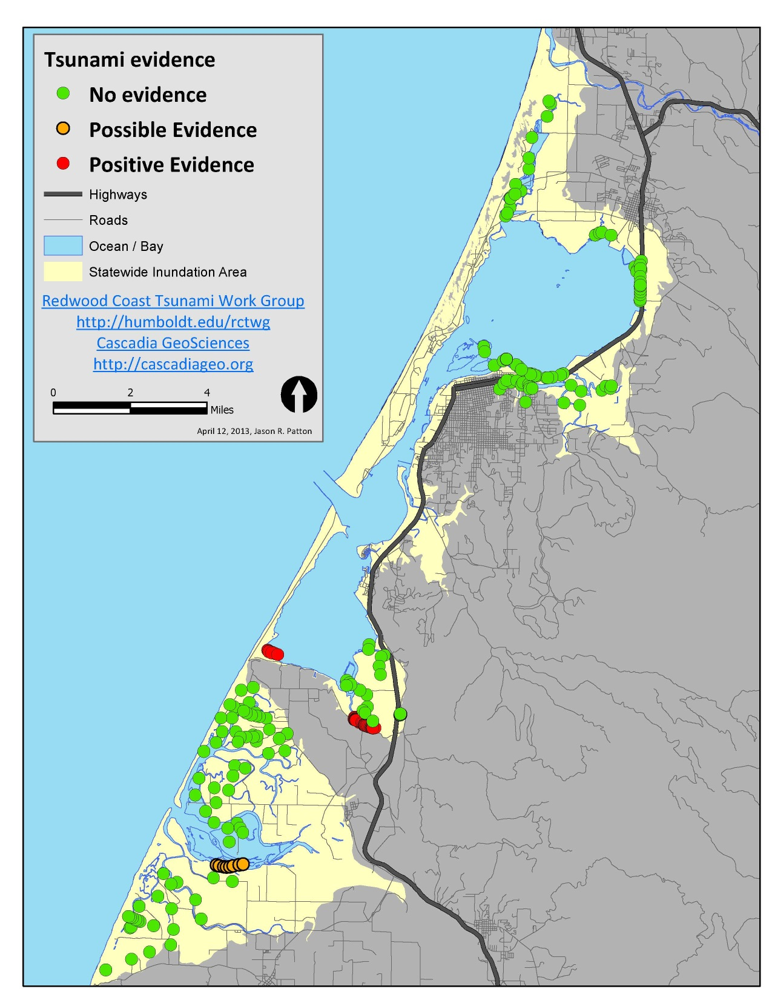 Tsunami evidence
No evidence
Possible Evidence
Positive Evidence
Highways
Roads
Ocean / Bay
Statewide Inundation Area
Redwood Coast Tsunami Work Group
http://humboldt.edu/rctwg
Cascadia GeoSciences
http://cascadiageo.org
0 2 4
Miles
April 12, 2013, Jason R. Patton